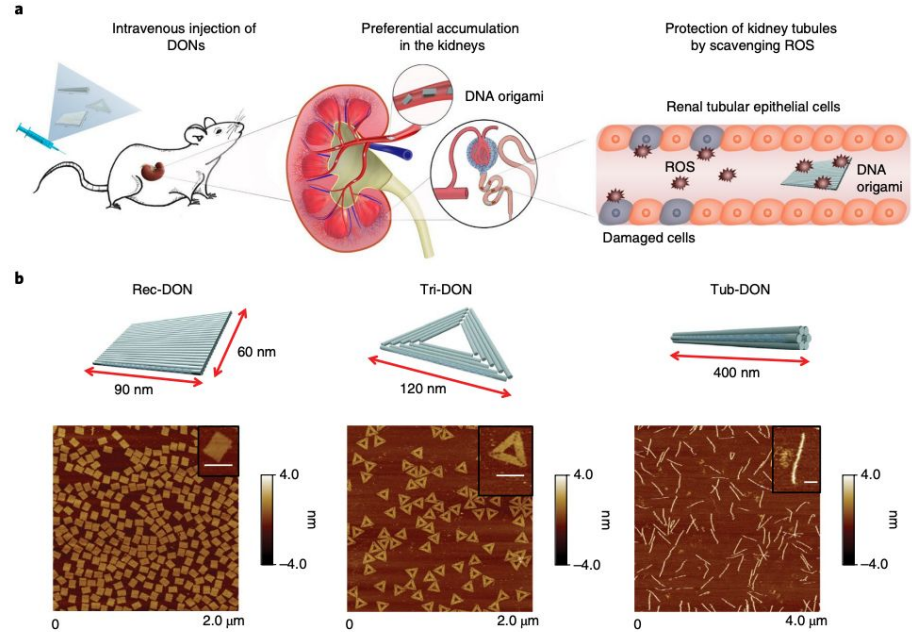 a
Intravenous injection of
DONs
Preferential accumulation
in the kidneys
Protection of kidney tubules
by scavenging ROS
DNA origami
Renal tubular epithelial cells
ROS
DNA
origami
Damaged cells
b
Rec-DON
Tri-DON
Tub-DON
60 nm
90 nm
120 nm
400 nm
4.0
nm
–4.0
0
2.0 μm
4.0
nm
–4.0
0
2.0 μm
4.0
nm
–4.0
0
4.0 μm